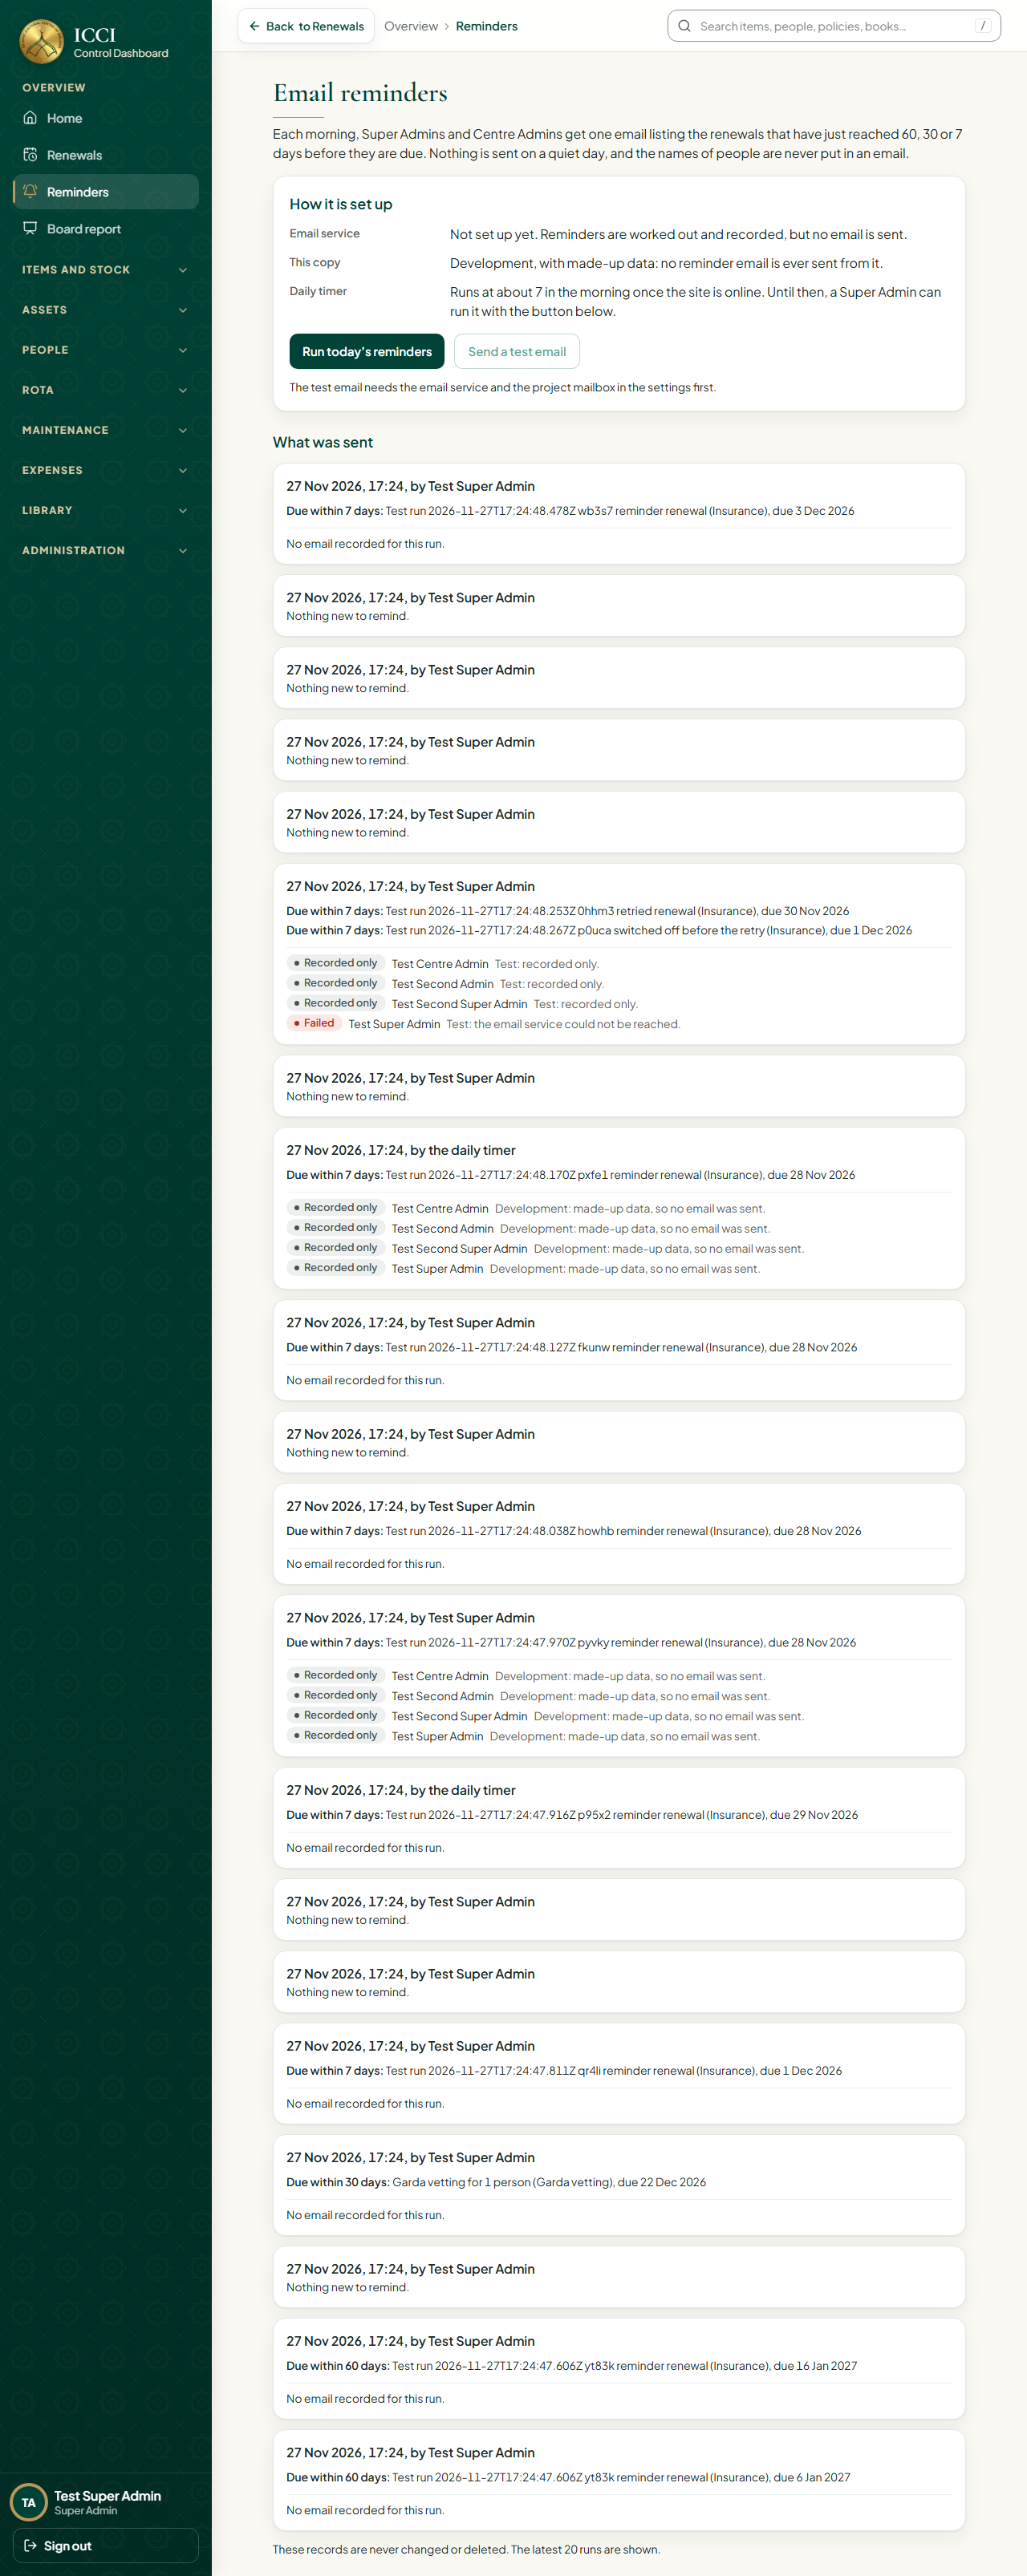 ICCI
Control Dashboard
OVERVIEW
Home
Renewals
Reminders
Board report
ITEMS AND STOCK
ASSETS
PEOPLE
ROTA
MAINTENANCE
EXPENSES
LIBRARY
ADMINISTRATION
TA
Test Super Admin
Super Admin
Sign out
Back to Renewals
Overview > Reminders
Search items, people, policies, books...
/
Email reminders
Each morning, Super Admins and Centre Admins get one email listing the renewals that have just reached 60, 30 or 7
days before they are due. Nothing is sent on a quiet day, and the names of people are never put in an email.
How it is set up
Email service Not set up yet. Reminders are worked out and recorded, but no email is sent.
This copy Development, with made-up data: no reminder email is ever sent from it.
Daily timer Runs at about 7 in the morning once the site is online. Until then, a Super Admin can
run it with the button below.
Run today's reminders Send a test email
The test email needs the email service and the project mailbox in the settings first.
What was sent
27 Nov 2026, 17:24, by Test Super Admin
Due within 7 days: Test run 2026-11-27T17:24:48.478Z wb3s7 reminder renewal (Insurance), due 3 Dec 2026
No email recorded for this run.
27 Nov 2026, 17:24, by Test Super Admin
Nothing new to remind.
27 Nov 2026, 17:24, by Test Super Admin
Nothing new to remind.
27 Nov 2026, 17:24, by Test Super Admin
Nothing new to remind.
27 Nov 2026, 17:24, by Test Super Admin
Nothing new to remind.
27 Nov 2026, 17:24, by Test Super Admin
Due within 7 days: Test run 2026-11-27T17:24:48.253Z 0hhm3 retried renewal (Insurance), due 30 Nov 2026
Due within 7 days: Test run 2026-11-27T17:24:48.267Z p0uca switched off before the retry (Insurance), due 1 Dec 2026
Recorded only Test Centre Admin Test: recorded only.
Recorded only Test Second Admin Test: recorded only.
Recorded only Test Second Super Admin Test: recorded only.
Failed Test Super Admin Test: the email service could not be reached.
27 Nov 2026, 17:24, by Test Super Admin
Nothing new to remind.
27 Nov 2026, 17:24, by the daily timer
Due within 7 days: Test run 2026-11-27T17:24:48.170Z pxfe1 reminder renewal (Insurance), due 28 Nov 2026
Recorded only Test Centre Admin Development: made-up data, so no email was sent.
Recorded only Test Second Admin Development: made-up data, so no email was sent.
Recorded only Test Second Super Admin Development: made-up data, so no email was sent.
Recorded only Test Super Admin Development: made-up data, so no email was sent.
27 Nov 2026, 17:24, by Test Super Admin
Due within 7 days: Test run 2026-11-27T17:24:48.127Z fkunw reminder renewal (Insurance), due 28 Nov 2026
No email recorded for this run.
27 Nov 2026, 17:24, by Test Super Admin
Nothing new to remind.
27 Nov 2026, 17:24, by Test Super Admin
Due within 7 days: Test run 2026-11-27T17:24:48.038Z howhb reminder renewal (Insurance), due 28 Nov 2026
No email recorded for this run.
27 Nov 2026, 17:24, by Test Super Admin
Due within 7 days: Test run 2026-11-27T17:24:47.970Z pyvky reminder renewal (Insurance), due 28 Nov 2026
Recorded only Test Centre Admin Development: made-up data, so no email was sent.
Recorded only Test Second Admin Development: made-up data, so no email was sent.
Recorded only Test Second Super Admin Development: made-up data, so no email was sent.
Recorded only Test Super Admin Development: made-up data, so no email was sent.
27 Nov 2026, 17:24, by the daily timer
Due within 7 days: Test run 2026-11-27T17:24:47.916Z p95x2 reminder renewal (Insurance), due 29 Nov 2026
No email recorded for this run.
27 Nov 2026, 17:24, by Test Super Admin
Nothing new to remind.
27 Nov 2026, 17:24, by Test Super Admin
Nothing new to remind.
27 Nov 2026, 17:24, by Test Super Admin
Due within 7 days: Test run 2026-11-27T17:24:47.811Z qr4li reminder renewal (Insurance), due 1 Dec 2026
No email recorded for this run.
27 Nov 2026, 17:24, by Test Super Admin
Due within 30 days: Garda vetting for 1 person (Garda vetting), due 22 Dec 2026
No email recorded for this run.
27 Nov 2026, 17:24, by Test Super Admin
Nothing new to remind.
27 Nov 2026, 17:24, by Test Super Admin
Due within 60 days: Test run 2026-11-27T17:24:47.606Z yt83k reminder renewal (Insurance), due 16 Jan 2027
No email recorded for this run.
27 Nov 2026, 17:24, by Test Super Admin
Due within 60 days: Test run 2026-11-27T17:24:47.606Z yt83k reminder renewal (Insurance), due 6 Jan 2027
No email recorded for this run.
These records are never changed or deleted. The latest 20 runs are shown.